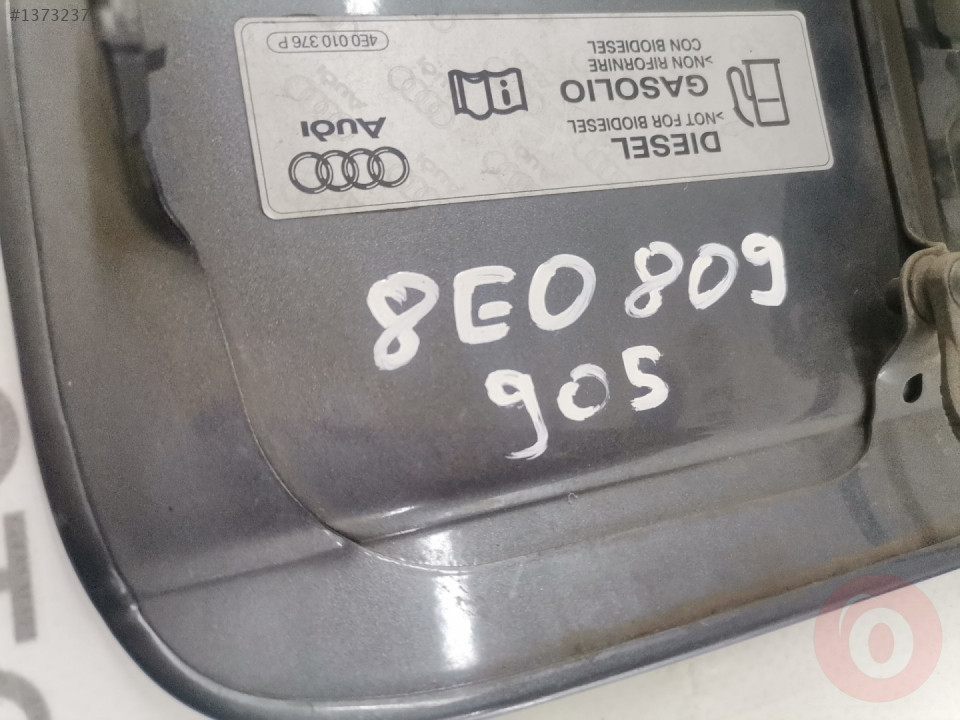 #1373237
4E0 010 376 P
DIESEL
>NOT FOR BIODIESEL
GASOLIO
>NON RIFORNIRE
CON BIODIESEL
i
Audi
8E0 809
905